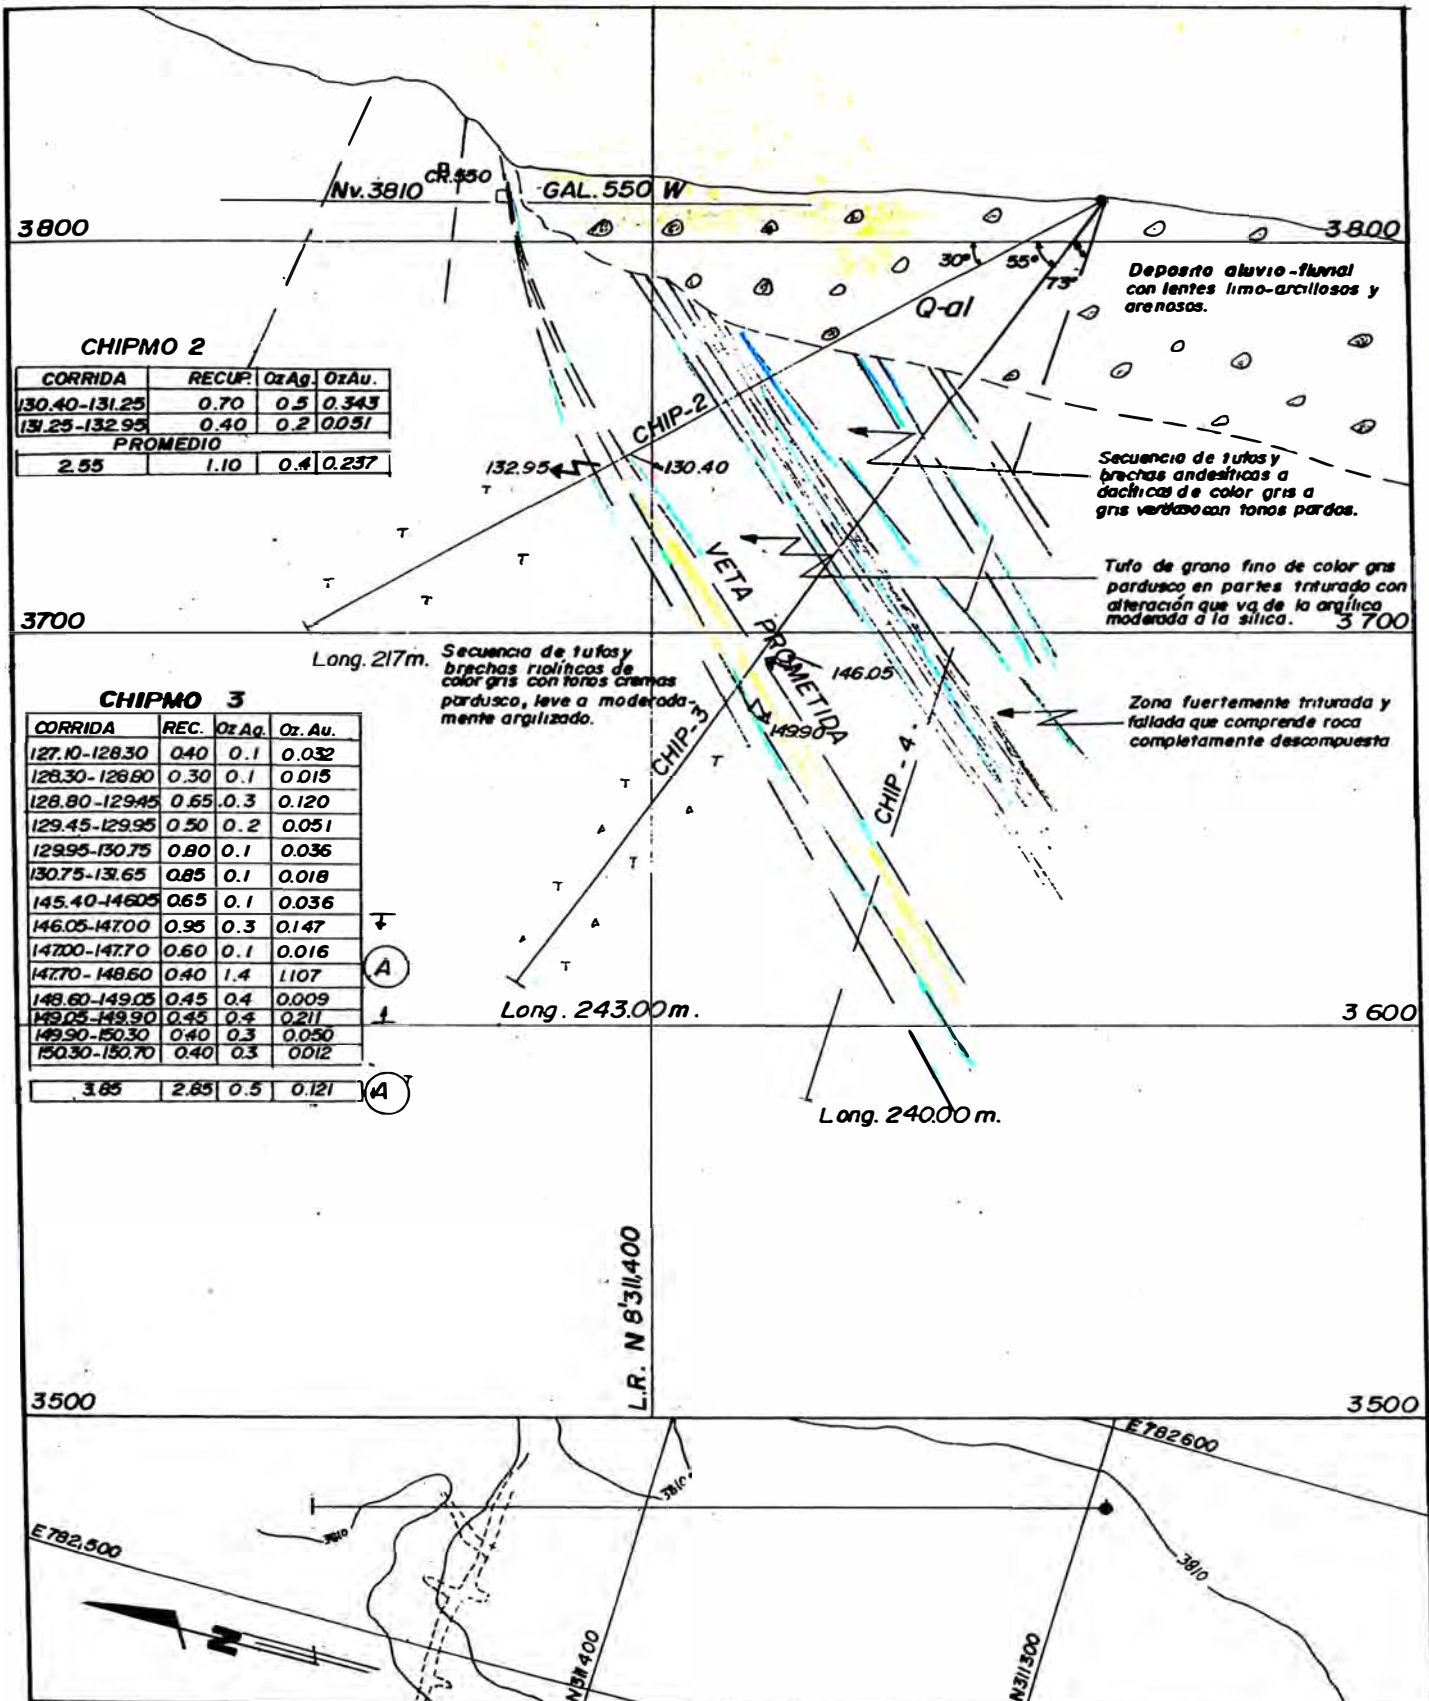 Nv.3810
CR.550
GAL. 550 W
3800
3800
30°
55°
73°
Q-al
Deposito aluvio-fluvial
con lentes limo-arcillosos y
arenosos.
CHIPMO 2
CORRIDA RECUP. OzAg. OzAu.
130.40-131.25 0.70 0.5 0.343
131.25-132.95 0.40 0.2 0.051
PROMEDIO
2.55 1.10 0.4 0.237
CHIP-2
132.95
130.40
Secuencia de tufos y
brechas andesíticas a
dacíticas de color gris a
gris verdoso con tonos pardos.
VETA PROMETIDA
Tufo de grano fino de color gris
pardusco en partes triturado con
alteración que va de la argílica
moderada a la sílica.
3700
3 700
Long. 217m.
Secuencia de tufos y
brechas riolíticos de
color gris con tonos cremas
pardusco, leve a moderada
mente argilizado.
146.05
149.90
CHIP-3
CHIP - 4
Zona fuertemente triturada y
fallada que comprende roca
completamente descompuesta
CHIPMO 3
CORRIDA REC. OzAg. Oz. Au.
127.10-128.30 0.40 0.1 0.032
128.30-128.80 0.30 0.1 0.015
128.80-129.45 0.65 0.3 0.120
129.45-129.95 0.50 0.2 0.051
129.95-130.75 0.80 0.1 0.036
130.75-131.65 0.85 0.1 0.018
145.40-146.05 0.65 0.1 0.036
146.05-147.00 0.95 0.3 0.147
147.00-147.70 0.60 0.1 0.016
147.70-148.60 0.40 1.4 1.107
148.60-149.05 0.45 0.4 0.009
149.05-149.90 0.45 0.4 0.211
149.90-150.30 0.40 0.3 0.050
150.30-150.70 0.40 0.3 0.012
A
3.85 2.85 0.5 0.121
A
Long. 243.00 m.
3 600
Long. 240.00 m.
L.R. N 8'311,400
3500
3500
E 782600
3810
3810
3810
E 782,500
N
N311400
N311300